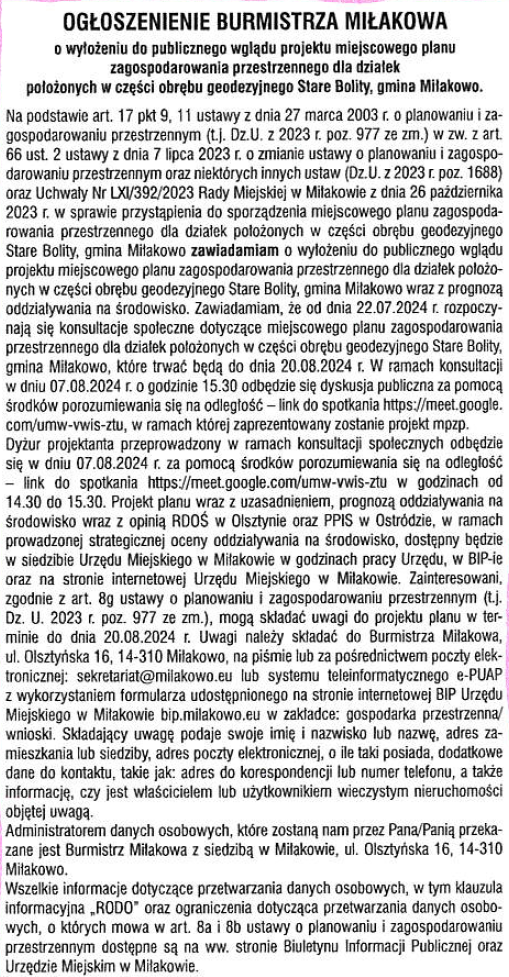 OGŁOSZENIE BURMISTRZA MIŁAKOWA
o wyłożeniu do publicznego wglądu projektu miejscowego planu
zagospodarowania przestrzennego dla działek
położonych w części obrębu geodezyjnego Stare Bolity, gmina Miłakowo.
Na podstawie art. 17 pkt 9, 11 ustawy z dnia 27 marca 2003 r. o planowaniu i za-
gospodarowaniu przestrzennym (t.j. Dz.U. z 2023 r. poz. 977 ze zm.) w zw. z art.
66 ust. 2 ustawy z dnia 7 lipca 2023 r. o zmianie ustawy o planowaniu i zagospo-
darowaniu przestrzennym oraz niektórych innych ustaw (Dz.U. z 2023 r. poz. 1688)
oraz Uchwały Nr LXI/392/2023 Rady Miejskiej w Miłakowie z dnia 26 października
2023 r. w sprawie przystąpienia do sporządzenia miejscowego planu zagospoda-
rowania przestrzennego dla działek położonych w części obrębu geodezyjnego
Stare Bolity, gmina Miłakowo zawiadamiam o wyłożeniu do publicznego wglądu
projektu miejscowego planu zagospodarowania przestrzennego dla działek położo-
nych w części obrębu geodezyjnego Stare Bolity, gmina Miłakowo wraz z prognozą
oddziaływania na środowisko. Zawiadamiam, że od dnia 22.07.2024 r. rozpoczy-
nają się konsultacje społeczne dotyczące miejscowego planu zagospodarowania
przestrzennego dla działek położonych w części obrębu geodezyjnego Stare Bolity,
gmina Miłakowo, które trwać będą do dnia 20.08.2024 r. W ramach konsultacji
w dniu 07.08.2024 r. o godzinie 15.30 odbędzie się dyskusja publiczna za pomocą
środków porozumiewania się na odległość – link do spotkania https://meet.google.
com/umw-vwis-ztu, w ramach której zaprezentowany zostanie projekt mpzp.
Dyżur projektanta przeprowadzony w ramach konsultacji społecznych odbędzie
się w dniu 07.08.2024 r. za pomocą środków porozumiewania się na odległość
– link do spotkania https://meet.google.com/umw-vwis-ztu w godzinach od
14.30 do 15.30. Projekt planu wraz z uzasadnieniem, prognozą oddziaływania na
środowisko wraz z opinią RDOŚ w Olsztynie oraz PPIS w Ostródzie, w ramach
prowadzonej strategicznej oceny oddziaływania na środowisko, dostępny będzie
w siedzibie Urzędu Miejskiego w Miłakowie w godzinach pracy Urzędu, w BIP-ie
oraz na stronie internetowej Urzędu Miejskiego w Miłakowie. Zainteresowani,
zgodnie z art. 8g ustawy o planowaniu i zagospodarowaniu przestrzennym (t.j.
Dz. U. 2023 r. poz. 977 ze zm.), mogą składać uwagi do projektu planu w ter-
minie do dnia 20.08.2024 r. Uwagi należy składać do Burmistrza Miłakowa,
ul. Olsztyńska 16, 14-310 Miłakowo, na piśmie lub za pośrednictwem poczty elek-
tronicznej: sekretariat@milakowo.eu lub systemu teleinformatycznego e-PUAP
z wykorzystaniem formularza udostępnionego na stronie internetowej BIP Urzędu
Miejskiego w Miłakowie bip.milakowo.eu w zakładce: gospodarka przestrzenna/
wnioski. Składający uwagę podaje swoje imię i nazwisko lub nazwę, adres za-
mieszkania lub siedziby, adres poczty elektronicznej, o ile taki posiada, dodatkowe
dane do kontaktu, takie jak: adres do korespondencji lub numer telefonu, a także
informację, czy jest właścicielem lub użytkownikiem wieczystym nieruchomości
objętej uwagą.
Administratorem danych osobowych, które zostaną nam przez Pana/Panią przeka-
zane jest Burmistrz Miłakowa z siedzibą w Miłakowie, ul. Olsztyńska 16, 14-310
Miłakowo.
Wszelkie informacje dotyczące przetwarzania danych osobowych, w tym klauzula
informacyjna „RODO” oraz ograniczenia dotycząca przetwarzania danych osobo-
wych, o których mowa w art. 8a i 8b ustawy o planowaniu i zagospodarowaniu
przestrzennym dostępne są na ww. stronie Biuletynu Informacji Publicznej oraz
Urzędzie Miejskim w Miłakowie.